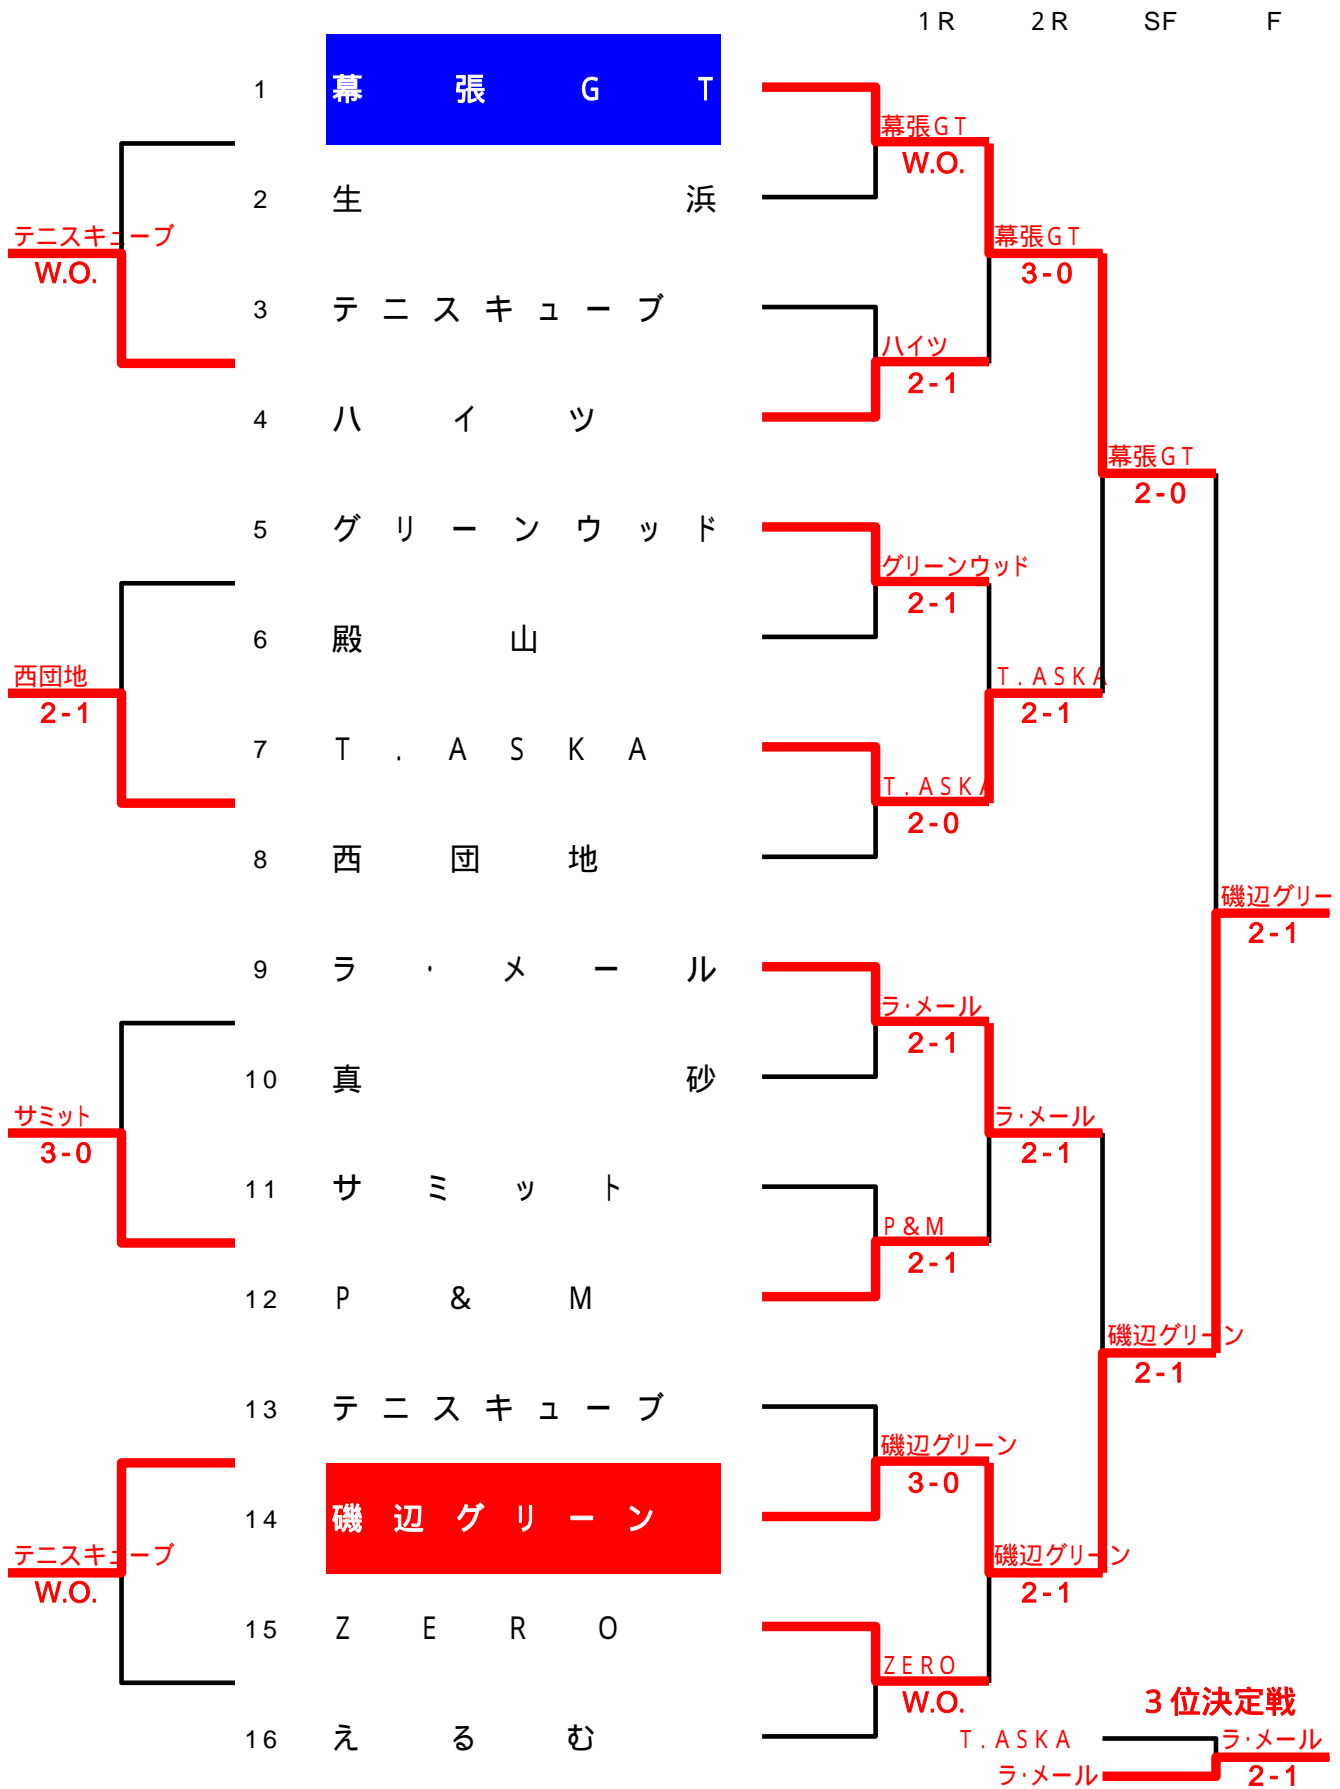 1R 2R SF F
1 幕張GT
幕張GT
W.O.
2 生浜
テニスキューブ
W.O.
幕張GT
3-0
3 テニスキューブ
ハイツ
2-1
4 ハイツ
幕張GT
2-0
5 グリーンウッド
グリーンウッド
2-1
6 殿山
西団地
2-1
T.ASKA
2-1
7 T.ASKA
T.ASKA
2-0
8 西団地
磯辺グリー
2-1
9 ラ・メール
ラ・メール
2-1
10 真砂
サミット
3-0
ラ・メール
2-1
11 サミット
P&M
2-1
12 P&M
磯辺グリーン
2-1
13 テニスキューブ
磯辺グリーン
3-0
14 磯辺グリーン
テニスキューブ
W.O.
磯辺グリーン
2-1
15 ZERO
ZERO
W.O.
16 えるむ
3位決定戦
T.ASKA
ラ・メール
ラ・メール
2-1